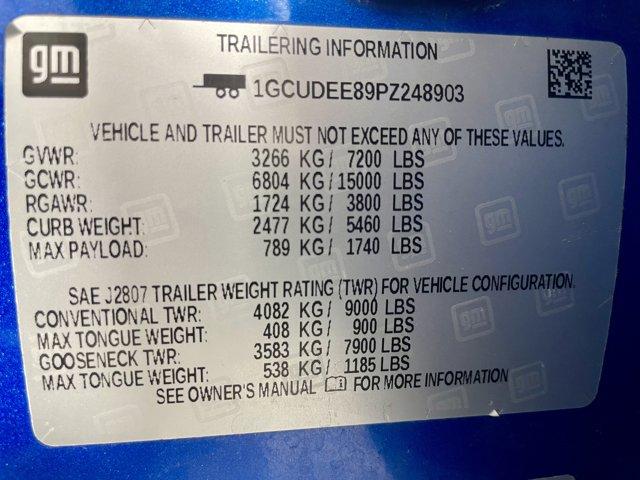 gm
TRAILERING INFORMATION
1GCUDEE89PZ248903
VEHICLE AND TRAILER MUST NOT EXCEED ANY OF THESE VALUES.
GVWR: 3266 KG/ 7200 LBS
GCWR: 6804 KG/ 15000 LBS
RGAWR: 1724 KG/ 3800 LBS
CURB WEIGHT: 2477 KG/ 5460 LBS
MAX PAYLOAD: 789 KG/ 1740 LBS
SAE J2807 TRAILER WEIGHT RATING (TWR) FOR VEHICLE CONFIGURATION.
CONVENTIONAL TWR: 4082 KG/ 9000 LBS
MAX TONGUE WEIGHT: 408 KG/ 900 LBS
GOOSENECK TWR: 3583 KG/ 7900 LBS
MAX TONGUE WEIGHT: 538 KG/ 1185 LBS
SEE OWNER'S MANUAL FOR MORE INFORMATION